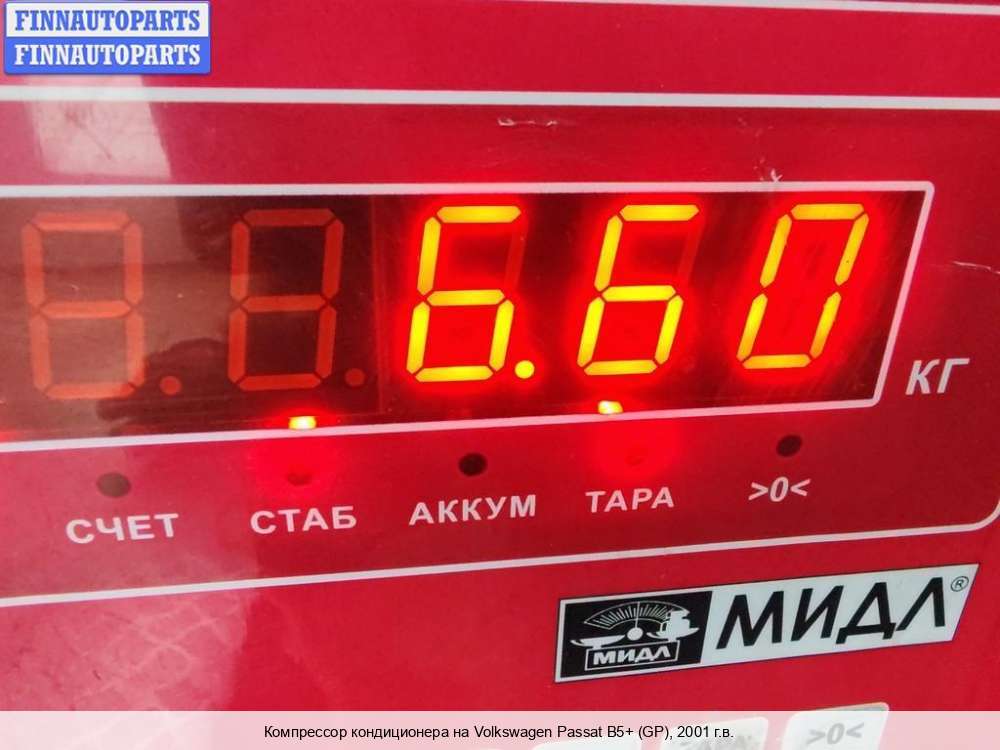 FINNAUTOPARTS
FINNAUTOPARTS
6.60
КГ
СЧЕТ СТАБ АККУМ ТАРА >0<
МИДЛ МИДЛ®
>0<
Компрессор кондиционера на Volkswagen Passat B5+ (GP), 2001 г.в.